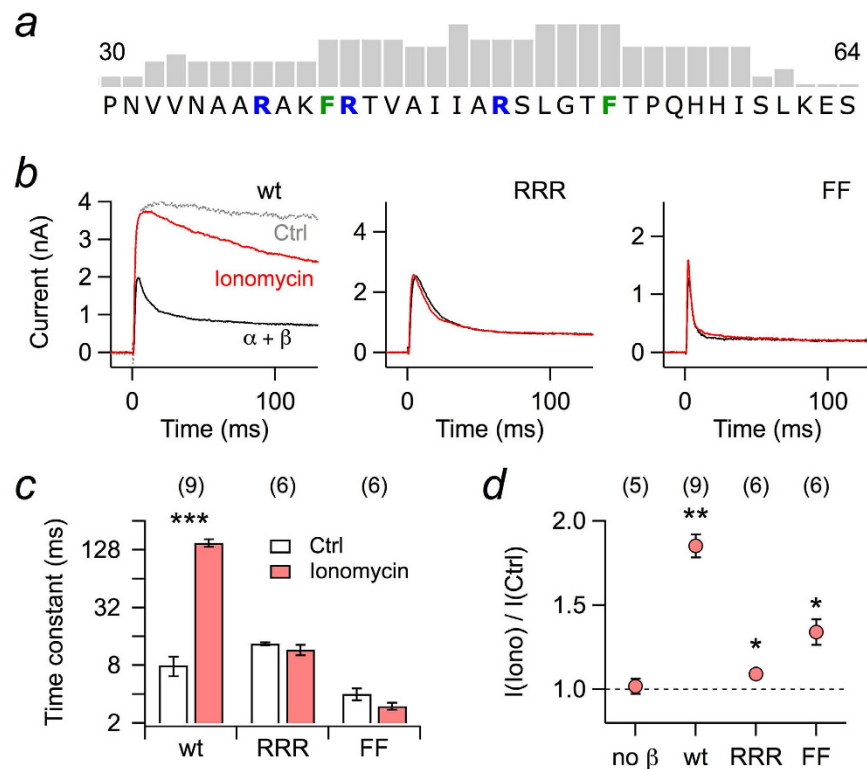 a
30 64
PNVVNAARAKFRTVAIIARSLGTFTPQHHISLKES
b
wt RRR FF
Current (nA)
4 3 2 1 0
Ctrl
Ionomycin
α + β
4 2 0
2 1 0
0 100 0 100 0 100
Time (ms) Time (ms) Time (ms)
c
(9) (6) (6)
***
Time constant (ms)
128
32
8
2
Ctrl
Ionomycin
wt RRR FF
d
(5) (9) (6) (6)
** * *
I(Iono) / I(Ctrl)
2.0
1.5
1.0
no β wt RRR FF